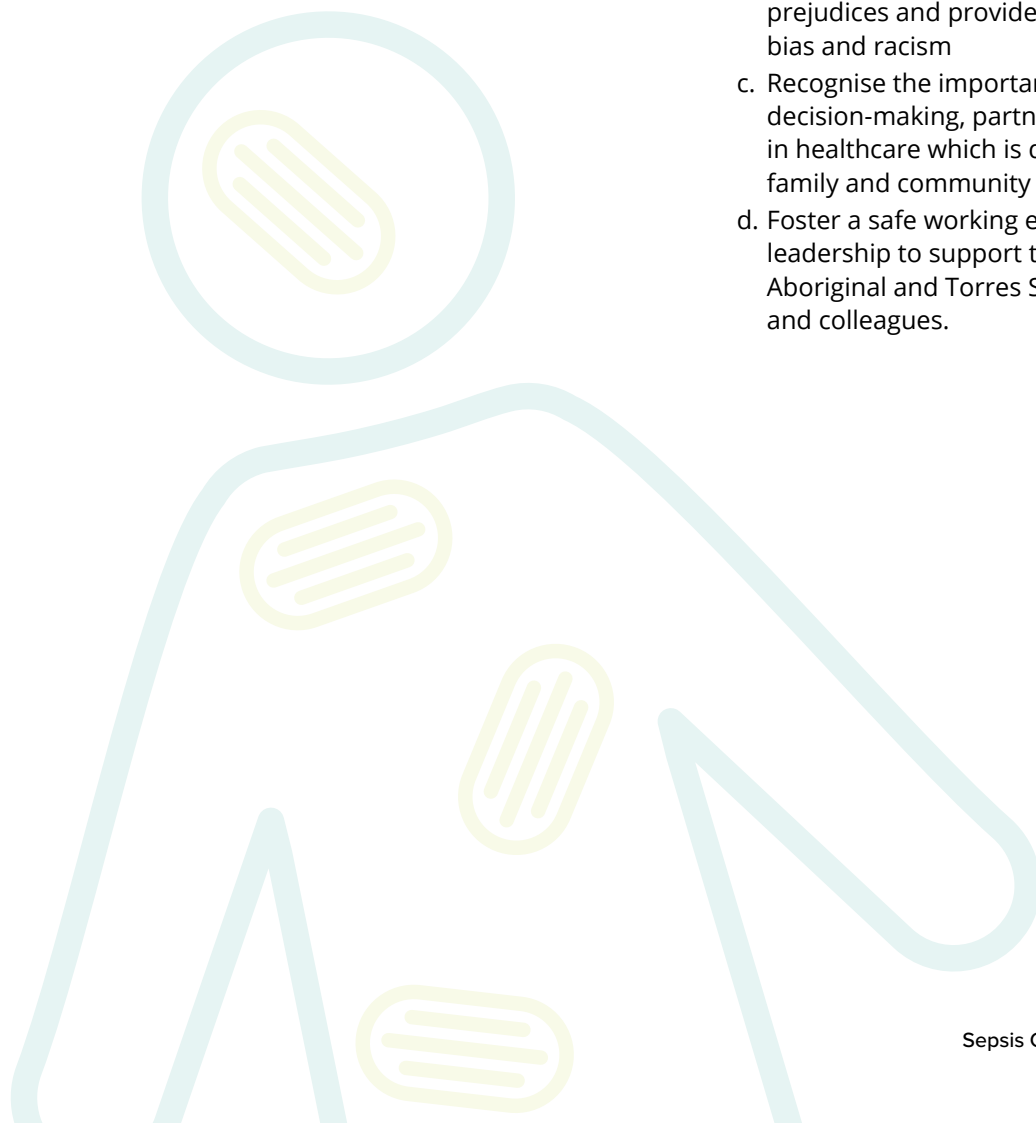 prejudices and provide
bias and racism
c. Recognise the importa
decision-making, partn
in healthcare which is
family and community
d. Foster a safe working
leadership to support
Aboriginal and Torres
and colleagues.
Sepsis